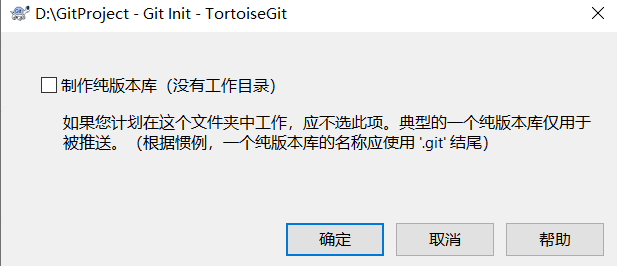 D:\GitProject - Git Init - TortoiseGit
制作纯版本库（没有工作目录）
如果您计划在这个文件夹中工作，应不选此项。典型的一个纯版本库仅用于
被推送。（根据惯例，一个纯版本库的名称应使用 '.git' 结尾）
确定 取消 帮助